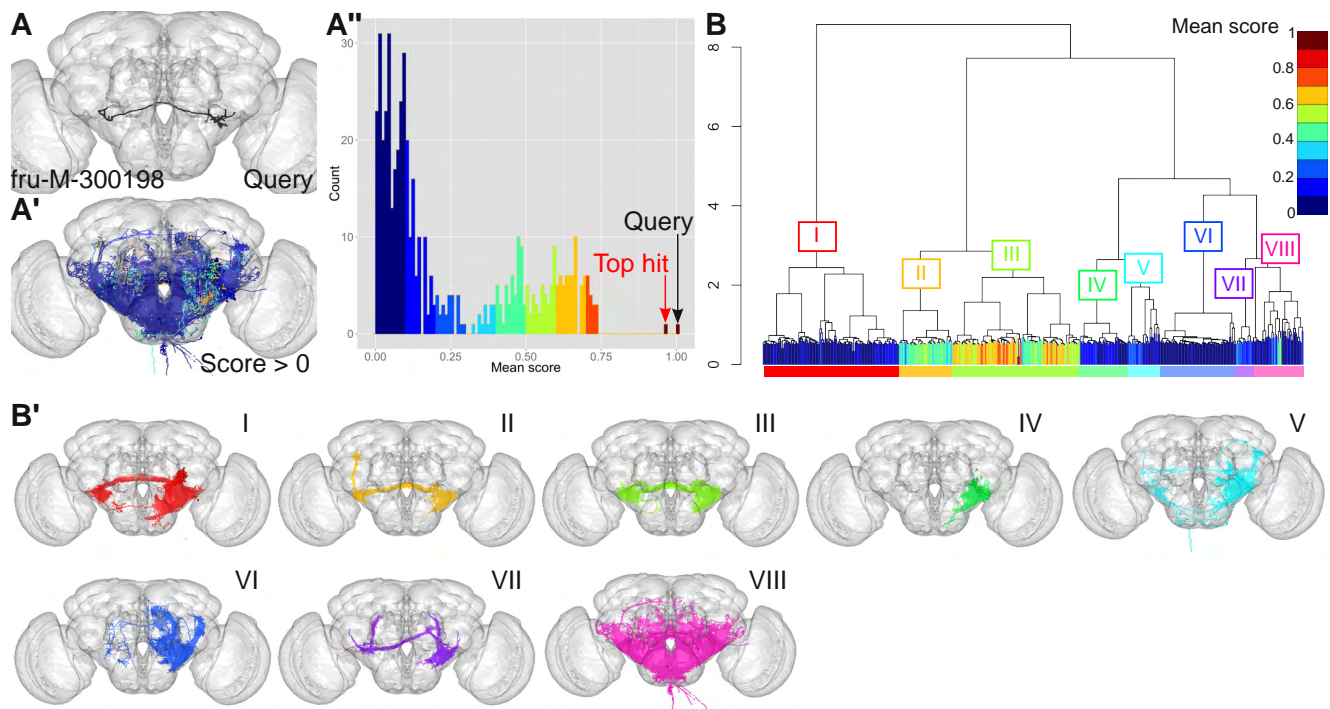 A
fru-M-300198
Query
A'
Score > 0
A"
30
20
10
0
Count
Query
Top hit
0.00
0.25
0.50
0.75
1.00
Mean score
B
Mean score
8
6
4
2
0
1
0.8
0.6
0.4
0.2
0
I
II
III
IV
V
VI
VII
VIII
B'
I
II
III
IV
V
VI
VII
VIII